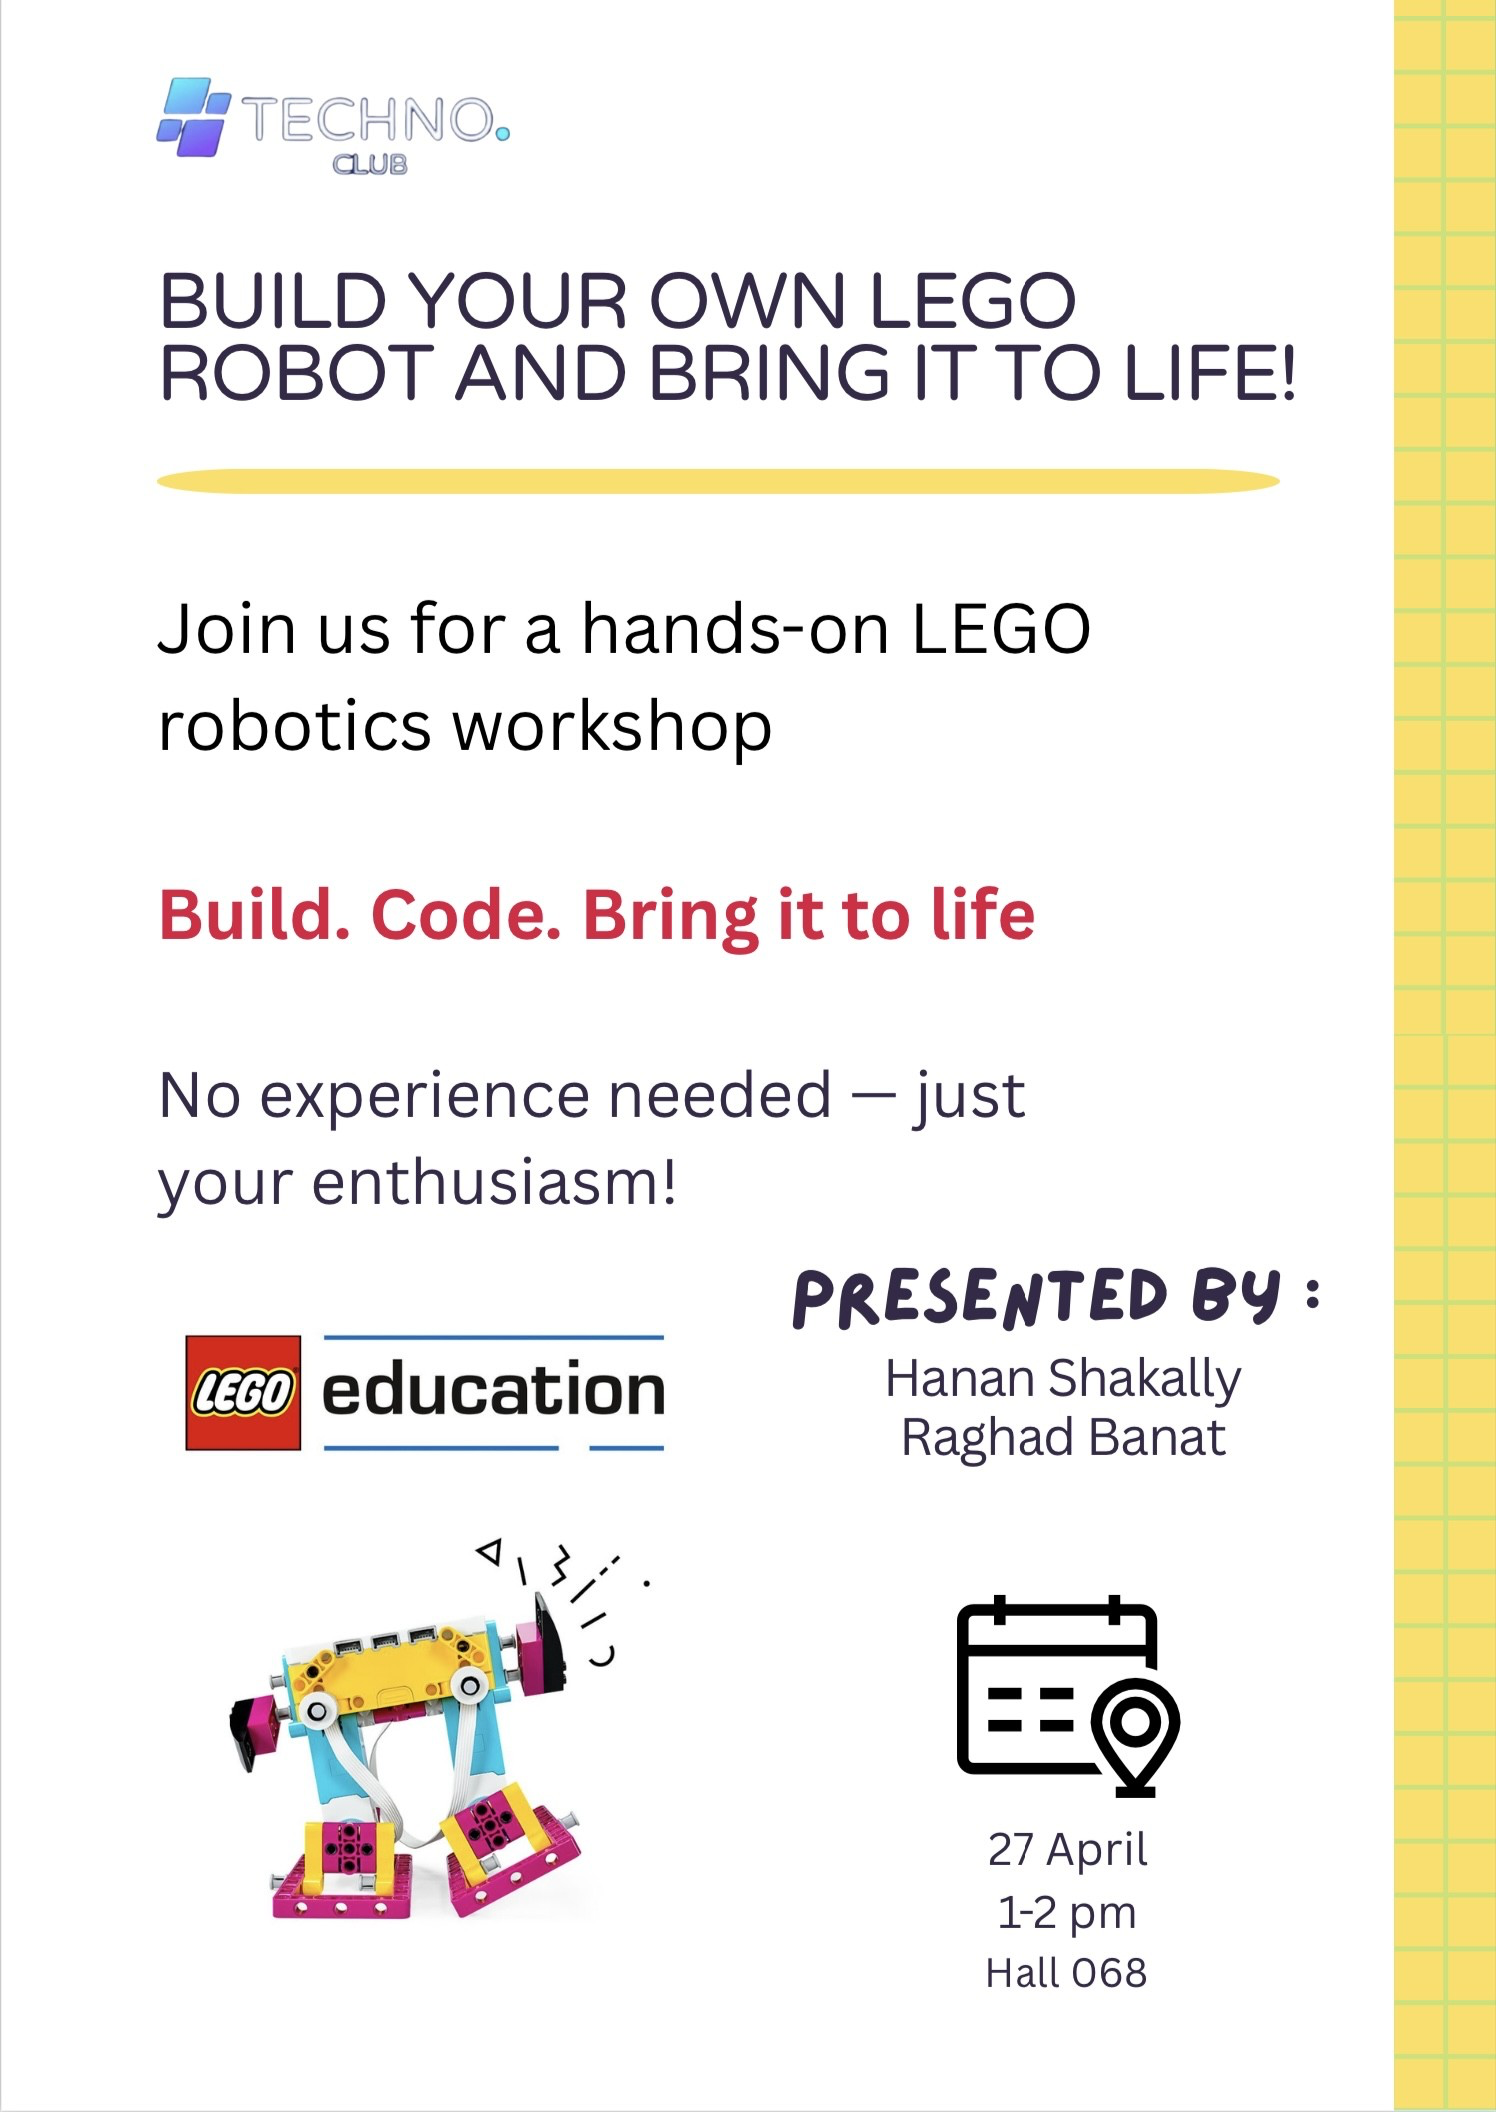 TECHNO.
CLUB
BUILD YOUR OWN LEGO
ROBOT AND BRING IT TO LIFE!
Join us for a hands-on LEGO
robotics workshop
Build. Code. Bring it to life
No experience needed — just
your enthusiasm!
PRESENTED BY :
LEGO education
Hanan Shakally
Raghad Banat
27 April
1-2 pm
Hall 068